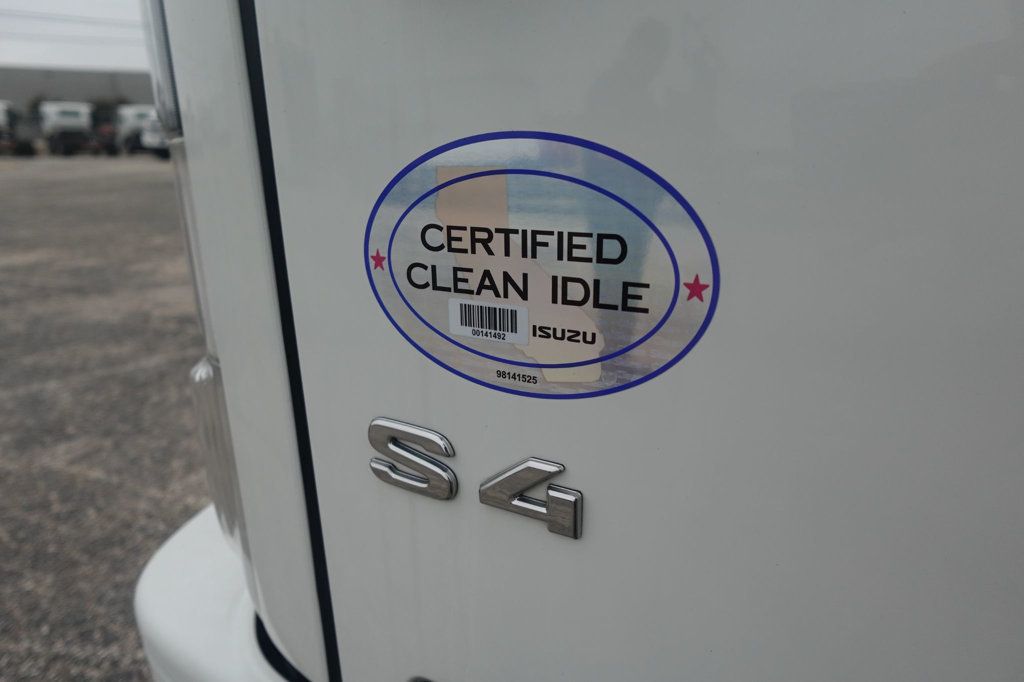 CERTIFIED
CLEAN IDLE
00141492
ISUZU
98141525
S4